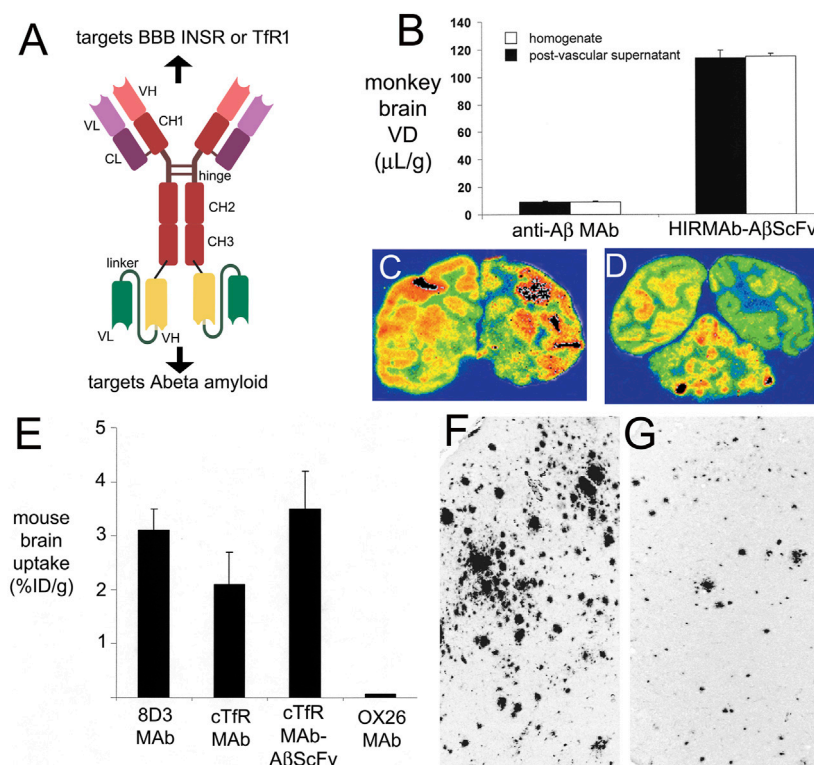 A
targets BBB INSR or TfR1
VH
VL
CH1
CL
hinge
CH2
CH3
linker
VL
VH
targets Abeta amyloid
B
monkey
brain
VD
(μL/g)
140
120
100
80
60
40
20
0
homogenate
post-vascular supernatant
anti-Aβ MAb
HIRMAb-AβScFv
C
D
E
mouse
brain
uptake
(%ID/g)
5
4
3
2
1
8D3
MAb
cTfR
MAb
cTfR
MAb-
AβScFv
OX26
MAb
F
G